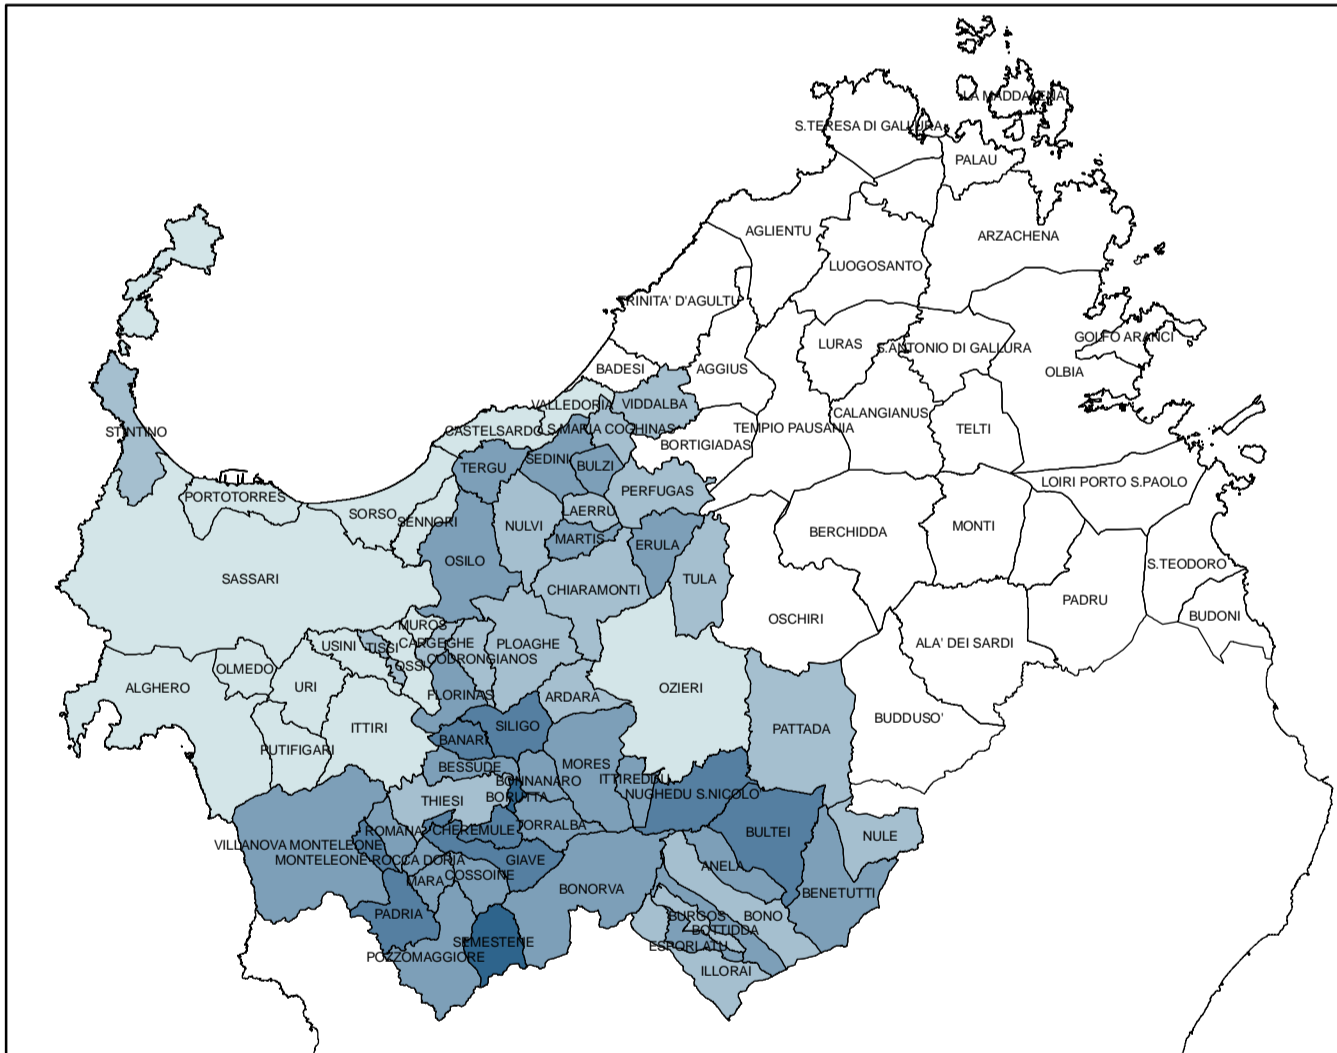 LA MADDALENA
S.TERESA DI GALLURA
PALAU
AGLIENTU
ARZACHENA
LUOGOSANTO
TRINITA' D'AGULTU
GOLFO ARANCI
LURAS
S.ANTONIO DI GALLURA
BADESI
AGGIUS
OLBIA
VALLEDORIA
VIDDALBA
CALANGIANUS
STINTINO
CASTELSARDO
S.MARIA COGHINAS
TEMPIO PAUSANIA
TELTI
BORTIGIADAS
SEDINI
BULZI
TERGU
LOIRI PORTO S.PAOLO
PERFUGAS
PORTOTORRES
SORSO
LAERRU
SENNORI
NULVI
MONTI
BERCHIDDA
MARTIS
ERULA
OSILO
S.TEODORO
SASSARI
TULA
CHIARAMONTI
PADRU
BUDONI
OSCHIRI
MUROS
USINI
TISSI
CARGEGHE
PLOAGHE
ALA' DEI SARDI
CODRONGIANOS
OSSI
OLMEDO
ALGHERO
URI
OZIERI
FLORINAS
ARDARA
BUDDUSO'
ITTIRI
SILIGO
PATTADA
BANARI
PUTIFIGARI
BESSUDE
MORES
BONNANARO
ITTIREDDU
NUGHEDU S.NICOLO
THIESI
BORUTTA
TORRALBA
ROMANA
CHEREMULE
BULTEI
NULE
VILLANOVA MONTELEONE
MONTELEONE ROCCA DORIA
GIAVE
ANELA
COSSOINE
MARA
BONORVA
BENETUTTI
PADRIA
BURGOS
BONO
BOTTIDDA
SEMESTENE
ESPORLATU
POZZOMAGGIORE
ILLORAI